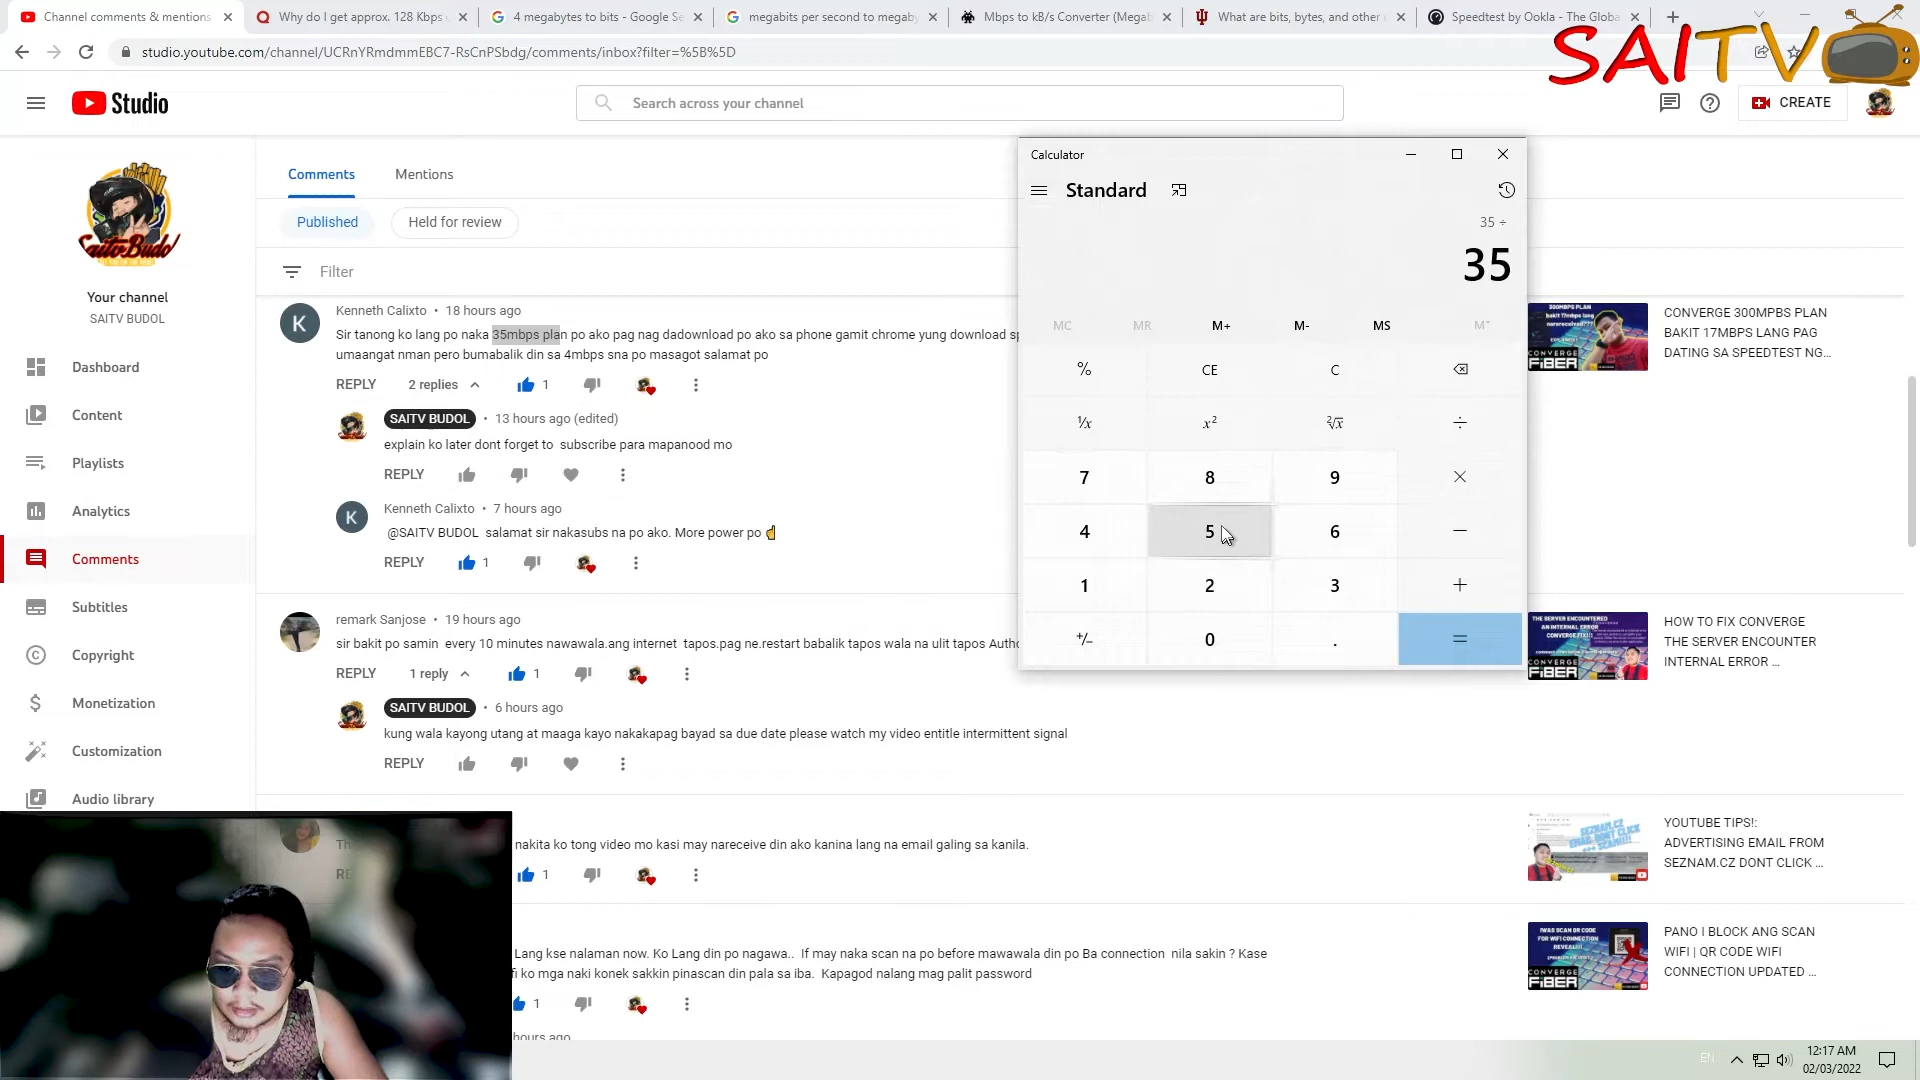 Channel comments & mentions
Why do I get approx. 128 Kbps
4 megabytes to bits - Google Se
megabits per second to megaby
Mbps to kB/s Converter (Megab
What are bits, bytes, and other
Speedtest by Ookla - The Globa
SAITV
studio.youtube.com/channel/UCRnYRmdmmEBC7-RsCnPSbdg/comments/inbox?filter=%5B%5D
Studio
Search across your channel
CREATE
SaitvBudol
Your channel
SAITV BUDOL
Dashboard
Content
Playlists
Analytics
Comments
Subtitles
Copyright
Monetization
Customization
Audio library
Comments
Mentions
Published
Held for review
Filter
Kenneth Calixto • 18 hours ago
Sir tanong ko lang po naka 35mbps plan po ako pag nag dadownload po ako sa phone gamit chrome yung download
umaangat nman pero bumabalik din sa 4mbps sna po masagot salamat po
REPLY
2 replies
1
SAITV BUDOL • 13 hours ago (edited)
explain ko later dont forget to subscribe para mapanood mo
REPLY
K
Kenneth Calixto • 7 hours ago
@SAITV BUDOL salamat sir nakasubs na po ako. More power po
REPLY
1
remark Sanjose • 19 hours ago
sir bakit po samin every 10 minutes nawawala.ang internet tapos.pag ne.restart babalik tapos wala na ulit tapos
REPLY
1 reply
1
SAITV BUDOL • 6 hours ago
kung wala kayong utang at maaga kayo nakakapag bayad sa due date please watch my video entitle intermittent signal
REPLY
nakita ko tong video mo kasi may nareceive din ako kanina lang na email galing sa kanila.
1
Lang kse nalaman now. Ko Lang din po nagawa.. If may naka scan na po before mawawala din po Ba connection nila sakin ? Kase
fi ko mga naki konek sakkin pinascan din pala sa iba. Kapagod nalang mag palit password
1
hours ago
Calculator
Standard
35 ÷
35
MC MR M+ M- MS M˅
% CE C
¹/x x² ²√x ÷
7 8 9 ×
4 5 6 −
1 2 3 +
+/− 0 . =
CONVERGE 300MBPS PLAN
BAKIT 17MBPS LANG PAG
DATING SA SPEEDTEST NG...
HOW TO FIX CONVERGE
THE SERVER ENCOUNTER
INTERNAL ERROR ...
YOUTUBE TIPS!:
ADVERTISING EMAIL FROM
SEZNAM.CZ DONT CLICK ...
PANO I BLOCK ANG SCAN
WIFI | QR CODE WIFI
CONNECTION UPDATED ...
12:17 AM
02/03/2022